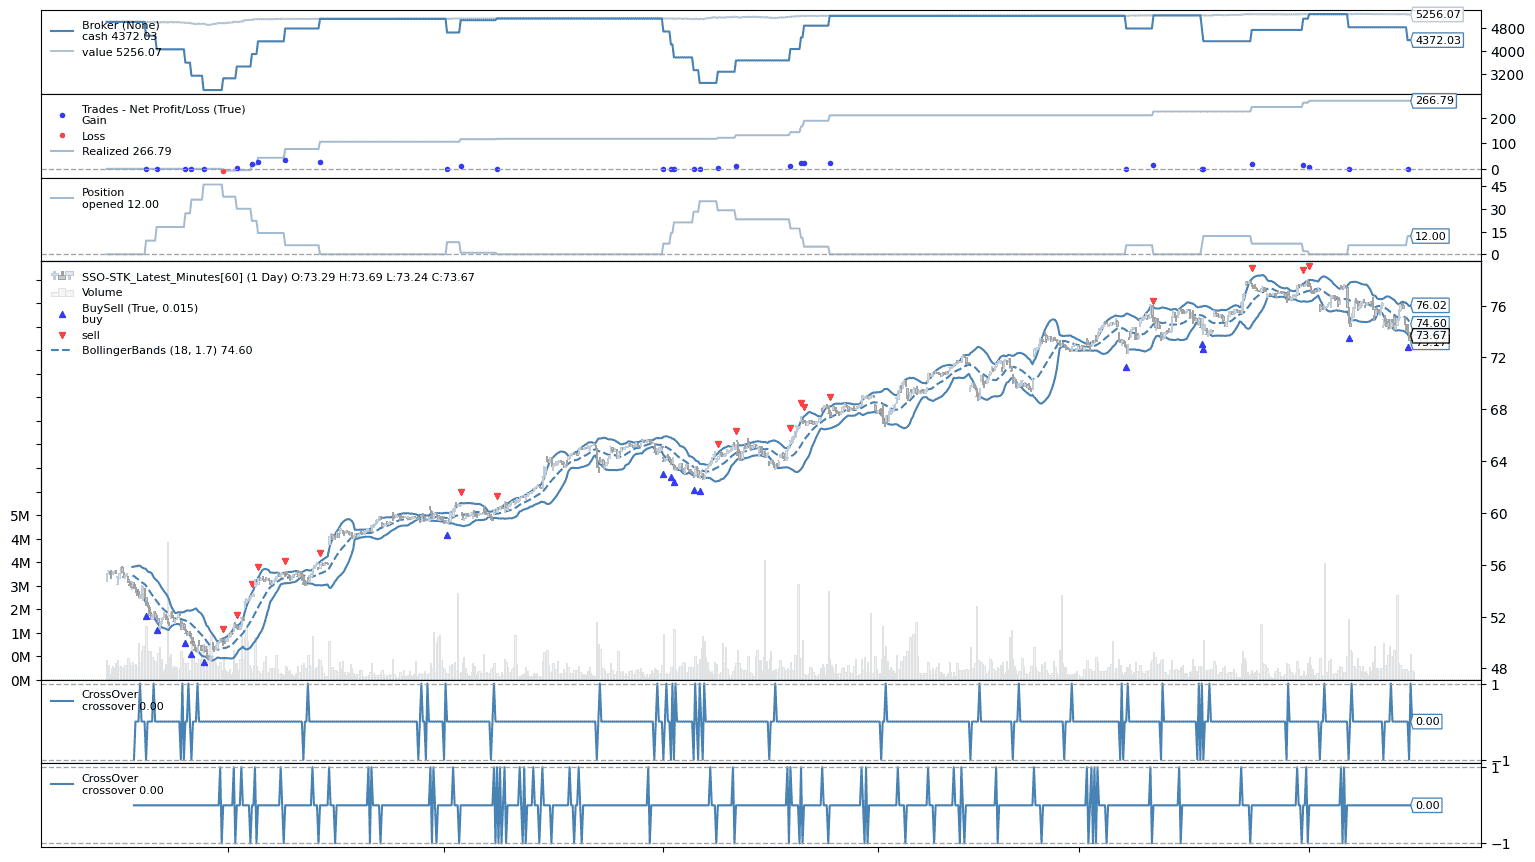 Broker (None)
cash 4372.03
value 5256.07
5256.07
4800
4372.03
4000
3200
Trades - Net Profit/Loss (True)
Gain
Loss
Realized 266.79
266.79
200
100
0
Position
opened 12.00
45
30
15
12.00
0
SSO-STK_Latest_Minutes[60] (1 Day) O:73.29 H:73.69 L:73.24 C:73.67
Volume
BuySell (True, 0.015)
buy
sell
BollingerBands (18, 1.7) 74.60
76.02
76
74.60
73.67
72
68
64
60
56
52
48
5M
4M
4M
3M
2M
1M
0M
0M
CrossOver
crossover 0.00
1
0.00
−1
CrossOver
crossover 0.00
1
0.00
−1